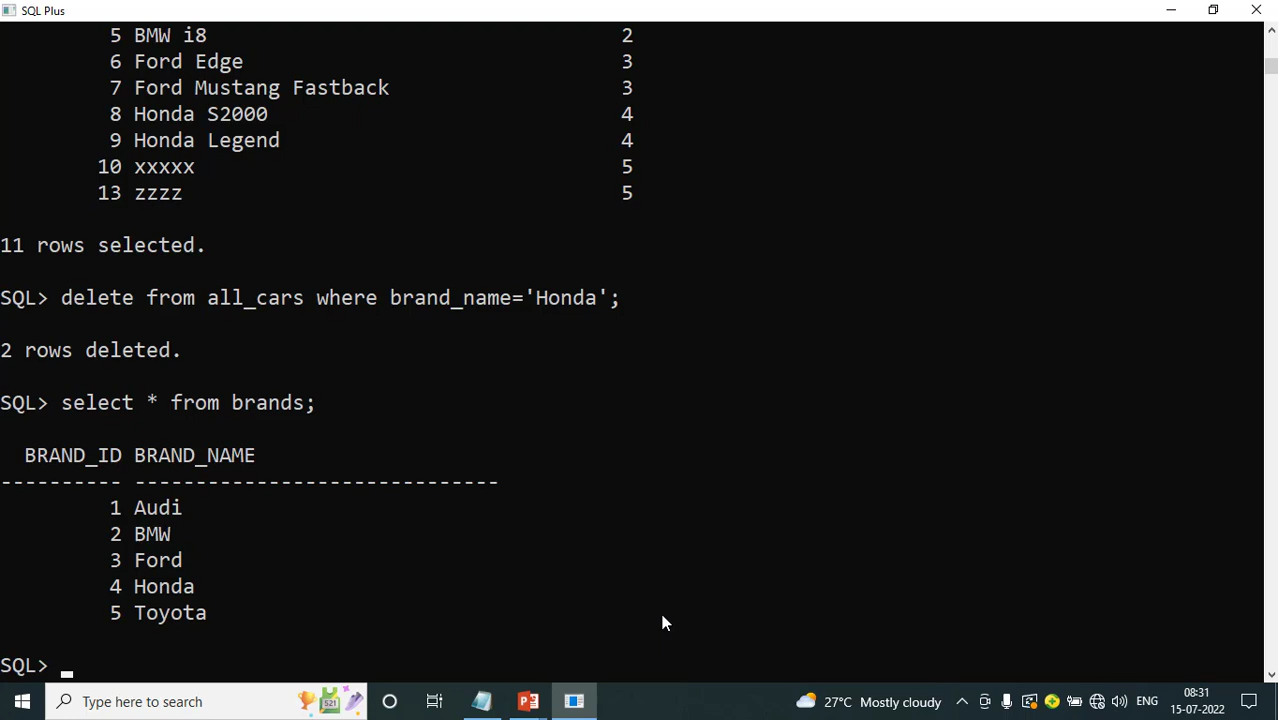 SQL Plus
5 BMW i8 2
6 Ford Edge 3
7 Ford Mustang Fastback 3
8 Honda S2000 4
9 Honda Legend 4
10 xxxxx 5
13 zzzz 5
11 rows selected.
SQL> delete from all_cars where brand_name='Honda';
2 rows deleted.
SQL> select * from brands;
BRAND_ID BRAND_NAME
---------- ------------------------------
1 Audi
2 BMW
3 Ford
4 Honda
5 Toyota
SQL>
Type here to search
521
27°C Mostly cloudy
ENG
08:31
15-07-2022